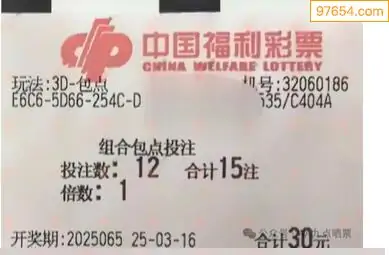 97654.com
中国福利彩票
CHINA WELFARE LOTTERY
玩法:3D-包点 机号:32060186
E6C6-5D66-254C-D 535/C404A
组合包点投注
投注数: 12 合计15注
倍数: 1
开奖期:2025065 25-03-16 合计30元